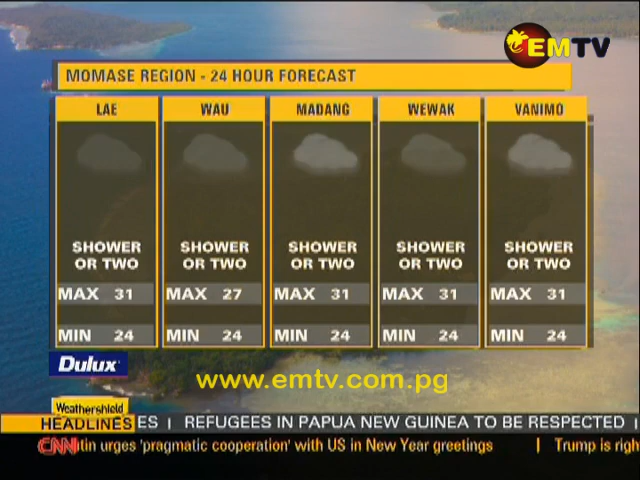 EMTV
MOMASE REGION - 24 HOUR FORECAST
LAE WAU MADANG WEWAK VANIMO
SHOWER SHOWER SHOWER SHOWER SHOWER
OR TWO OR TWO OR TWO OR TWO OR TWO
MAX 31 MAX 27 MAX 31 MAX 31 MAX 31
MIN 24 MIN 24 MIN 24 MIN 24 MIN 24
Dulux
www.emtv.com.pg
Weathershield
HEADLINES ES | REFUGEES IN PAPUA NEW GUINEA TO BE RESPECTED |
CNN tin urges 'pragmatic cooperation' with US in New Year greetings | Trump is righ